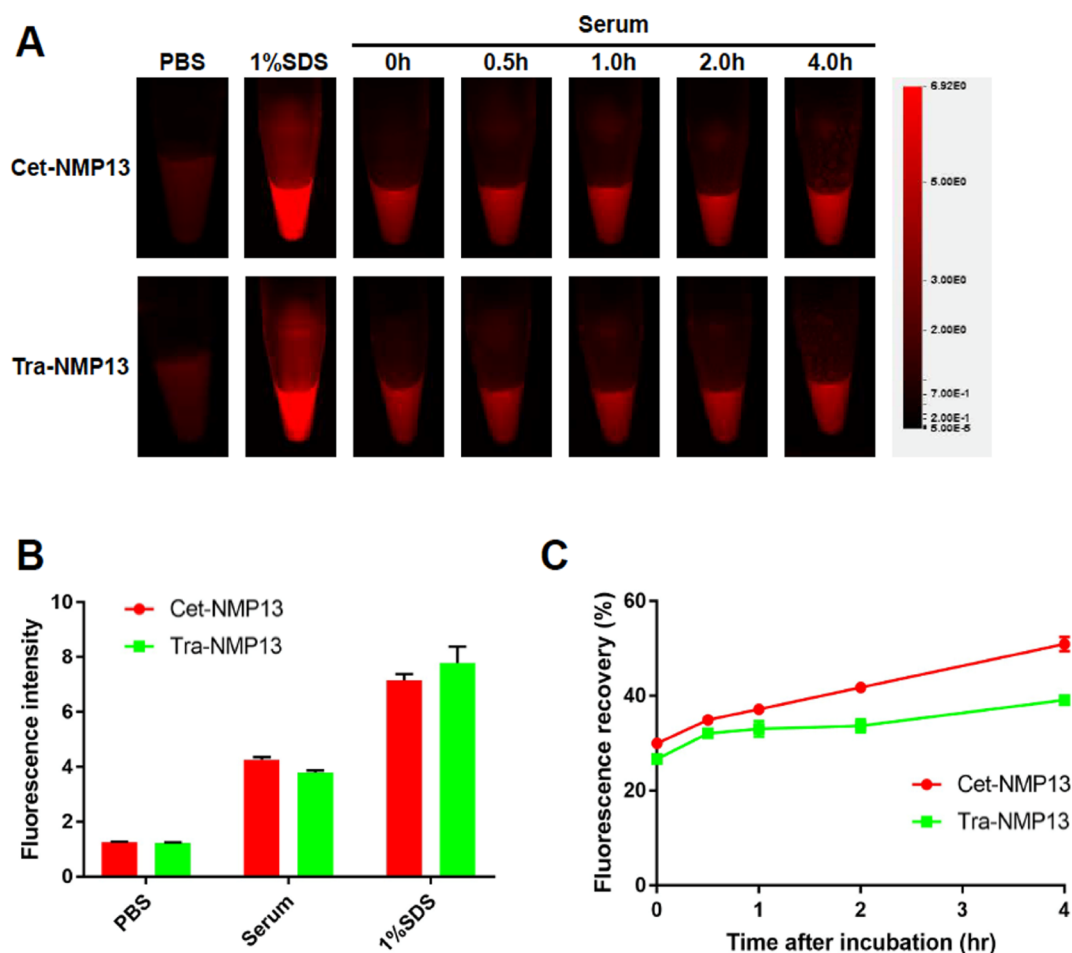 A
Serum
PBS 1%SDS 0h 0.5h 1.0h 2.0h 4.0h
6.92E0
Cet-NMP13
5.00E0
3.00E0
Tra-NMP13
2.00E0
7.00E-1
2.00E-1
5.00E-5
B
Fluorescence intensity
10
8
6
4
2
0
Cet-NMP13
Tra-NMP13
PBS
Serum
1%SDS
C
Fluorescence recovery (%)
60
40
20
0
Cet-NMP13
Tra-NMP13
0 1 2 3 4
Time after incubation (hr)